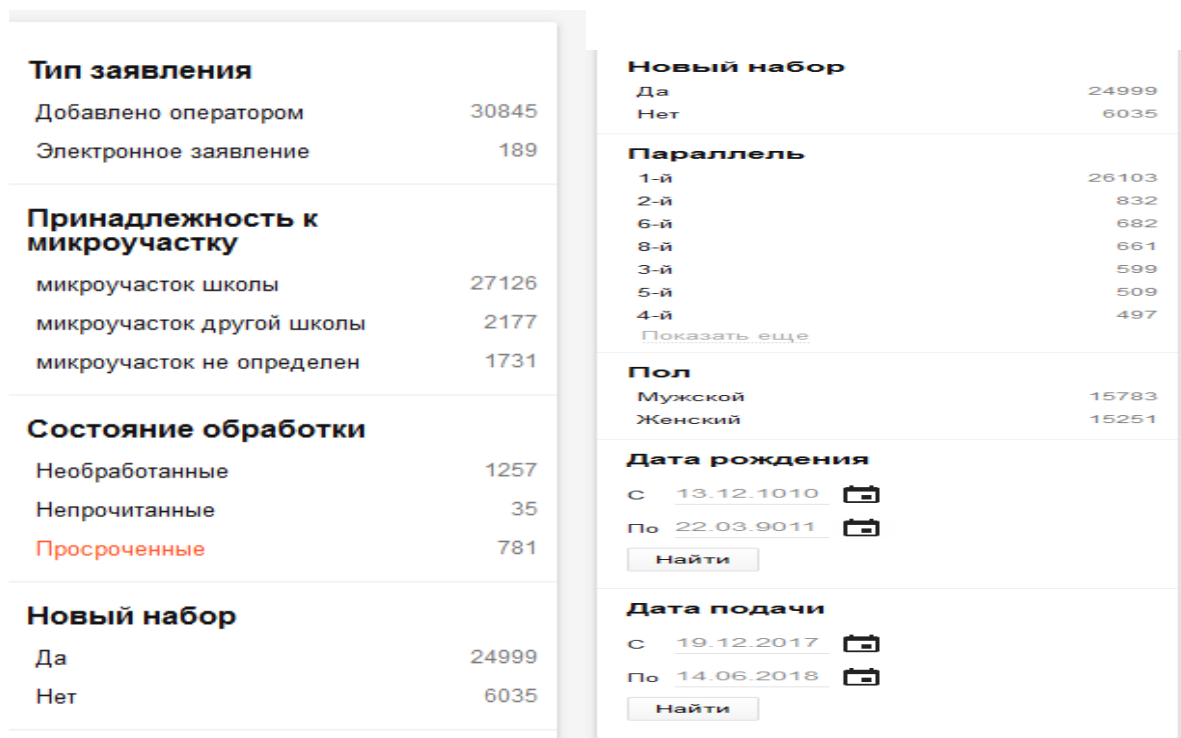 Тип заявления
Добавлено оператором 30845
Электронное заявление 189
Принадлежность к
микроучастку
микроучасток школы 27126
микроучасток другой школы 2177
микроучасток не определен 1731
Состояние обработки
Необработанные 1257
Непрочитанные 35
Просроченные 781
Новый набор
Да 24999
Нет 6035
Новый набор
Да 24999
Нет 6035
Параллель
1-й 26103
2-й 832
6-й 682
8-й 661
3-й 599
5-й 509
4-й 497
Показать еще
Пол
Мужской 15783
Женский 15251
Дата рождения
С 13.12.1010
По 22.03.9011
Найти
Дата подачи
С 19.12.2017
По 14.06.2018
Найти